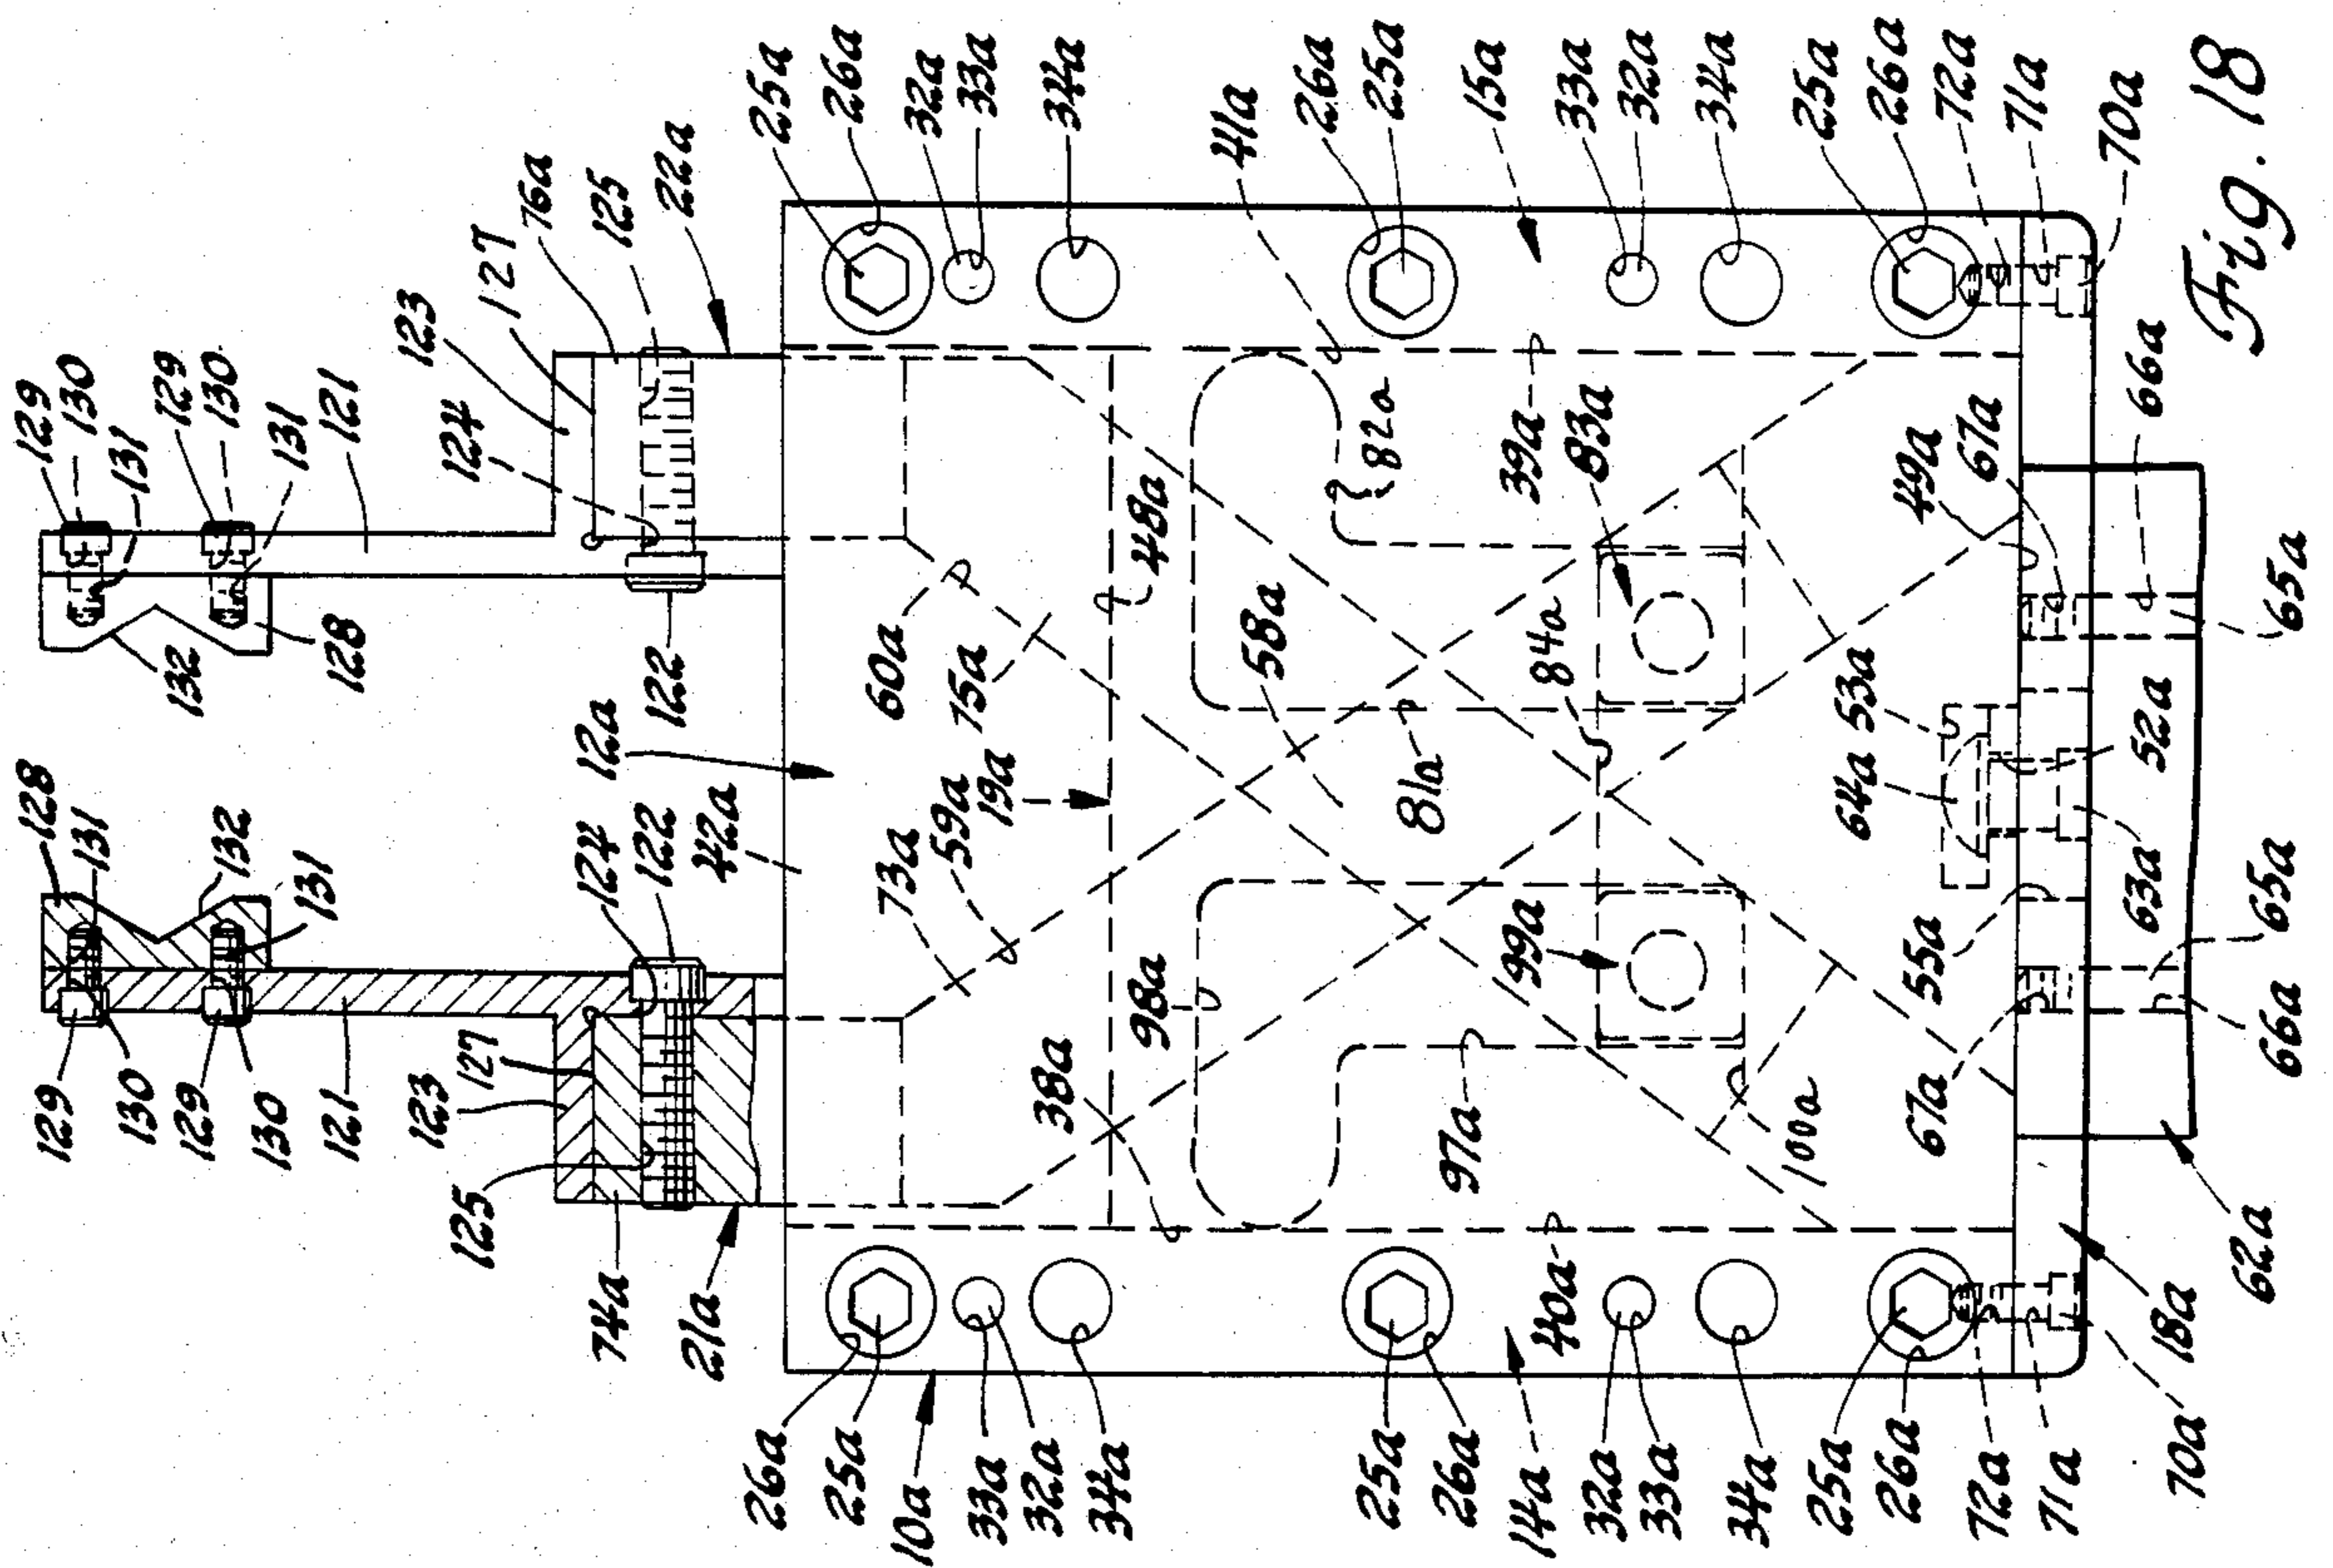 129
130
131
129
130
131
121
128
132
123
127
76a
125
22a
124
122
12a
42a
128
131
132
131
124
122
129
130
129
130
121
123
127
125
74a
21a
25a
26a
32a
33a
34a
41a
26a
25a
15a
33a
32a
34a
25a
26a
72a
71a
70a
60a
75a
48a
58a
82a
39a
83a
84a
81a
73a
59a
19a
98a
38a
99a
97a
100a
49a
67a
66a
65a
64a
53a
52a
63a
55a
65a
66a
67a
62a
18a
70a
26a
25a
10a
33a
32a
34a
25a
26a
14a
40a
32a
33a
34a
25a
26a
72a
71a
Fig. 18